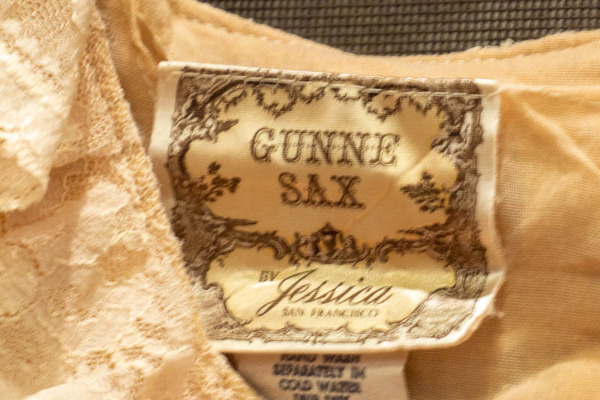 GUNNE
SAX
BY Jessica
SAN FRANCISCO
HAND WASH
SEPARATELY IN
COLD WATER